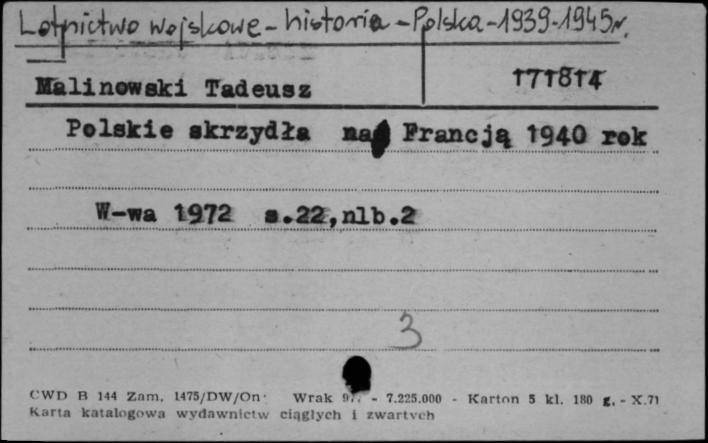 Lotnictwo wojskowe - historia - Polska - 1939-1945r.
Malinowski Tadeusz 171814
Polskie skrzydła na Francją 1940 rok
W-wa 1972 s.22,nlb.2
3
CWD B 144 Zam. 1475/DW/On Wrak - 7.225.000 - Karton 5 kl. 180 g. - X.71
Karta katalogowa wydawnictw ciągłych i zwartych